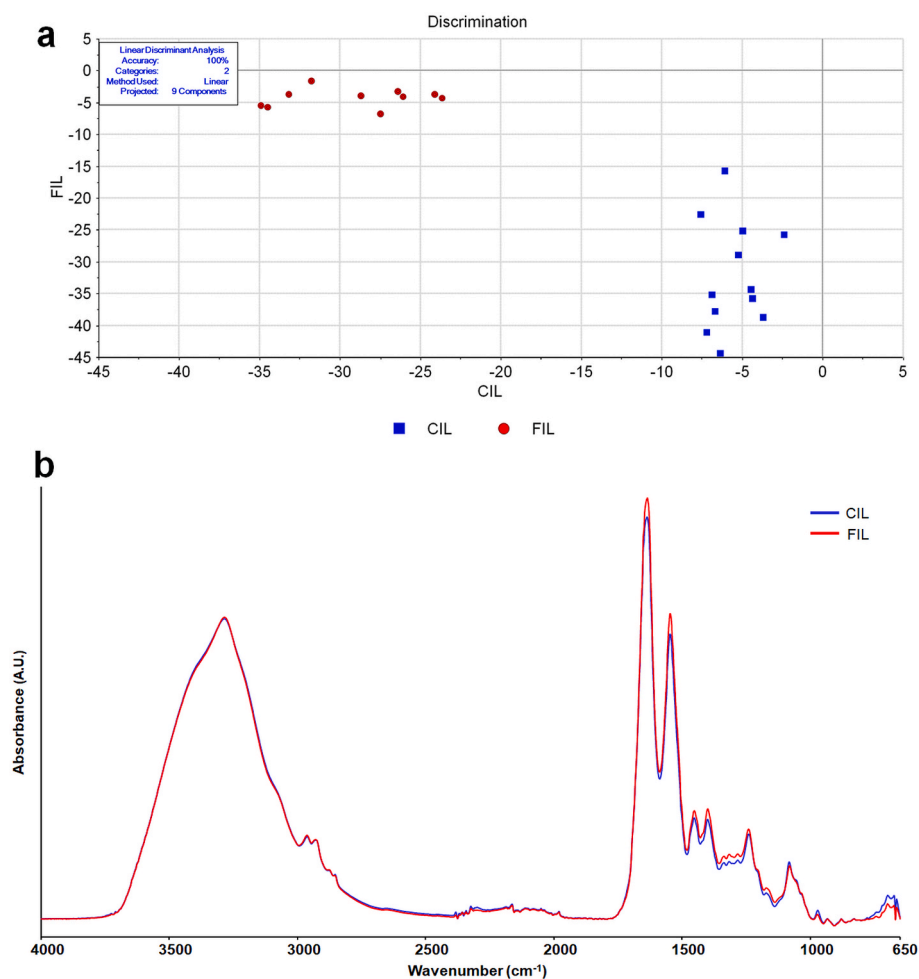 a
Discrimination
Linear Discriminant Analysis
Accuracy: 100%
Categories: 2
Method Used: Linear
Projected: 9 Components
FIL
5
0
-5
-10
-15
-20
-25
-30
-35
-40
-45
-45 -40 -35 -30 -25 -20 -15 -10 -5 0 5
CIL
CIL FIL
b
CIL
FIL
Absorbance (A.U.)
4000 3500 3000 2500 2000 1500 1000 650
Wavenumber (cm-1)